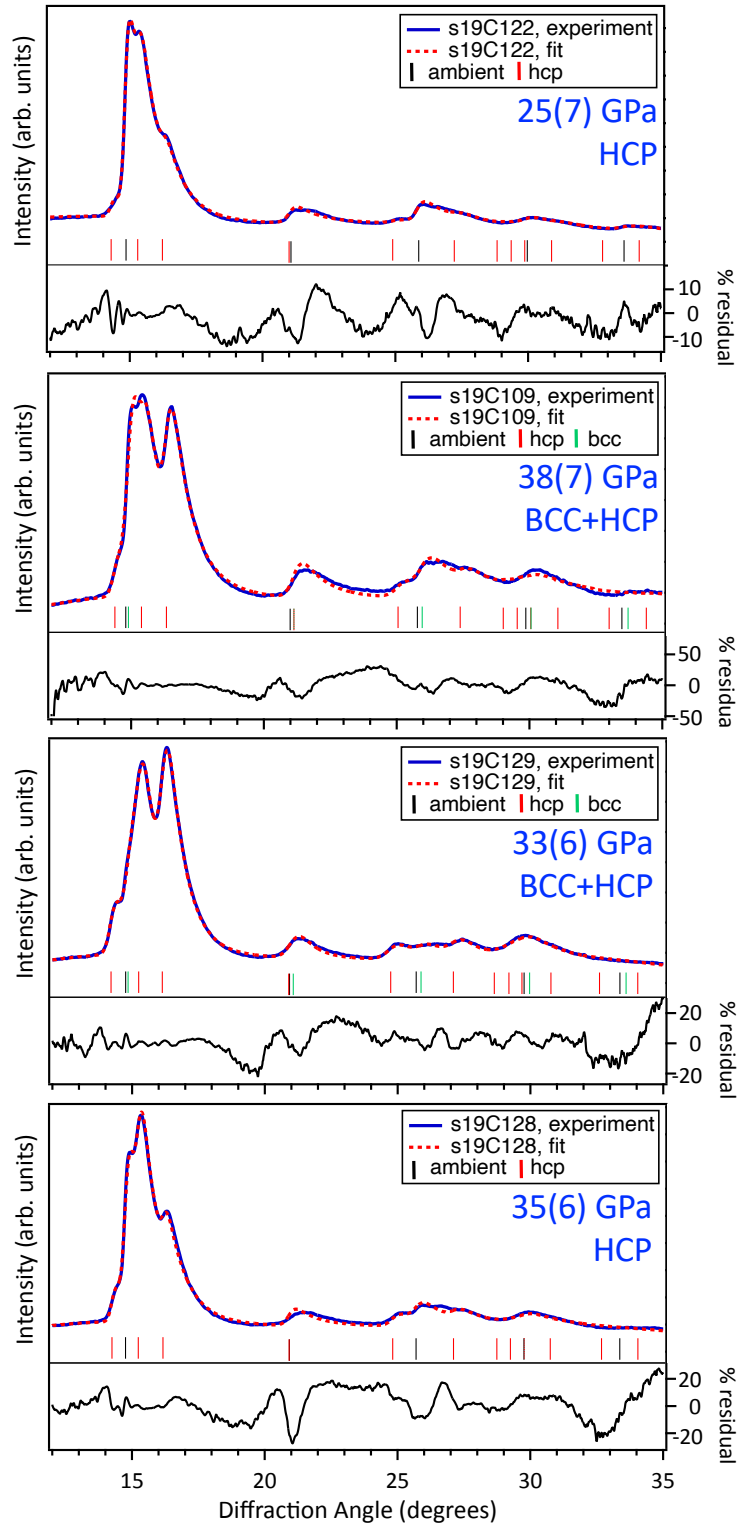 Intensity (arb. units)
s19C122, experiment
s19C122, fit
ambient hcp
25(7) GPa
HCP
10
0
-10
% residual
Intensity (arb. units)
s19C109, experiment
s19C109, fit
ambient hcp bcc
38(7) GPa
BCC+HCP
50
0
-50
% residua
Intensity (arb. units)
s19C129, experiment
s19C129, fit
ambient hcp bcc
33(6) GPa
BCC+HCP
20
0
-20
% residual
Intensity (arb. units)
s19C128, experiment
s19C128, fit
ambient hcp
35(6) GPa
HCP
20
0
-20
% residual
15 20 25 30 35
Diffraction Angle (degrees)